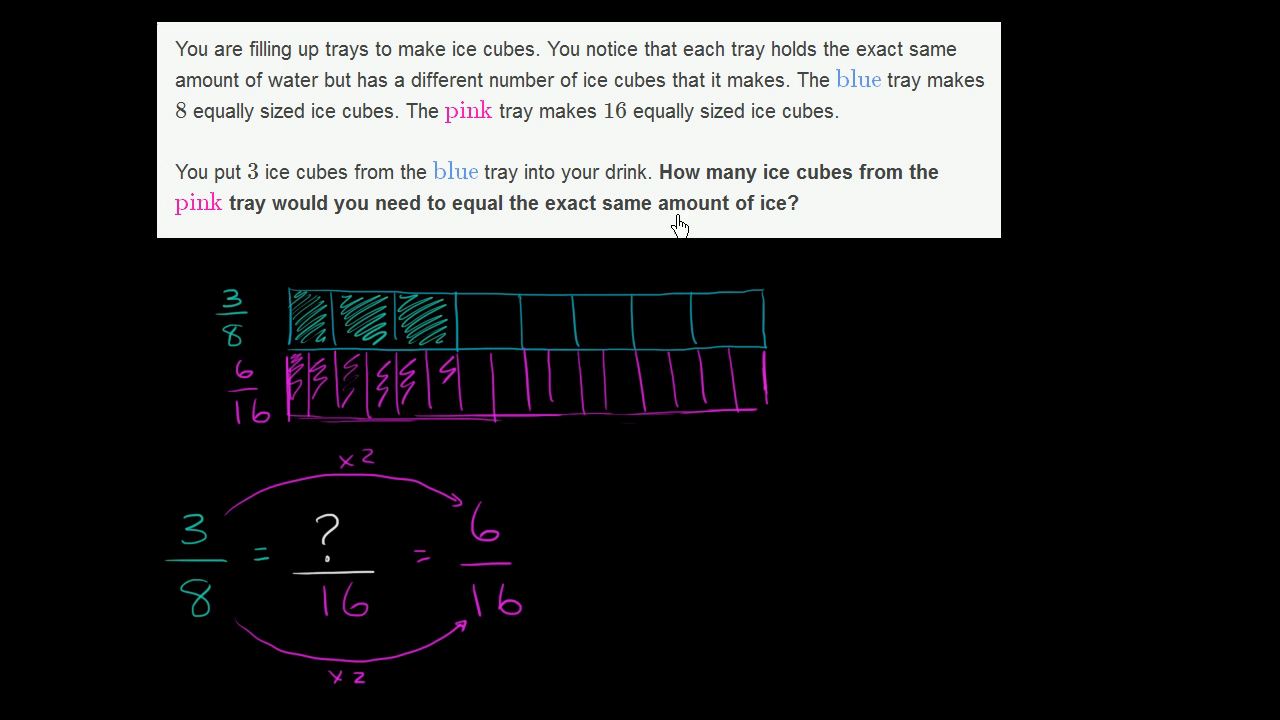 You are filling up trays to make ice cubes. You notice that each tray holds the exact same
amount of water but has a different number of ice cubes that it makes. The blue tray makes
8 equally sized ice cubes. The pink tray makes 16 equally sized ice cubes.
You put 3 ice cubes from the blue tray into your drink. How many ice cubes from the
pink tray would you need to equal the exact same amount of ice?
3
8
6
16
x2
3 ? 6
= =
8 16 16
x2